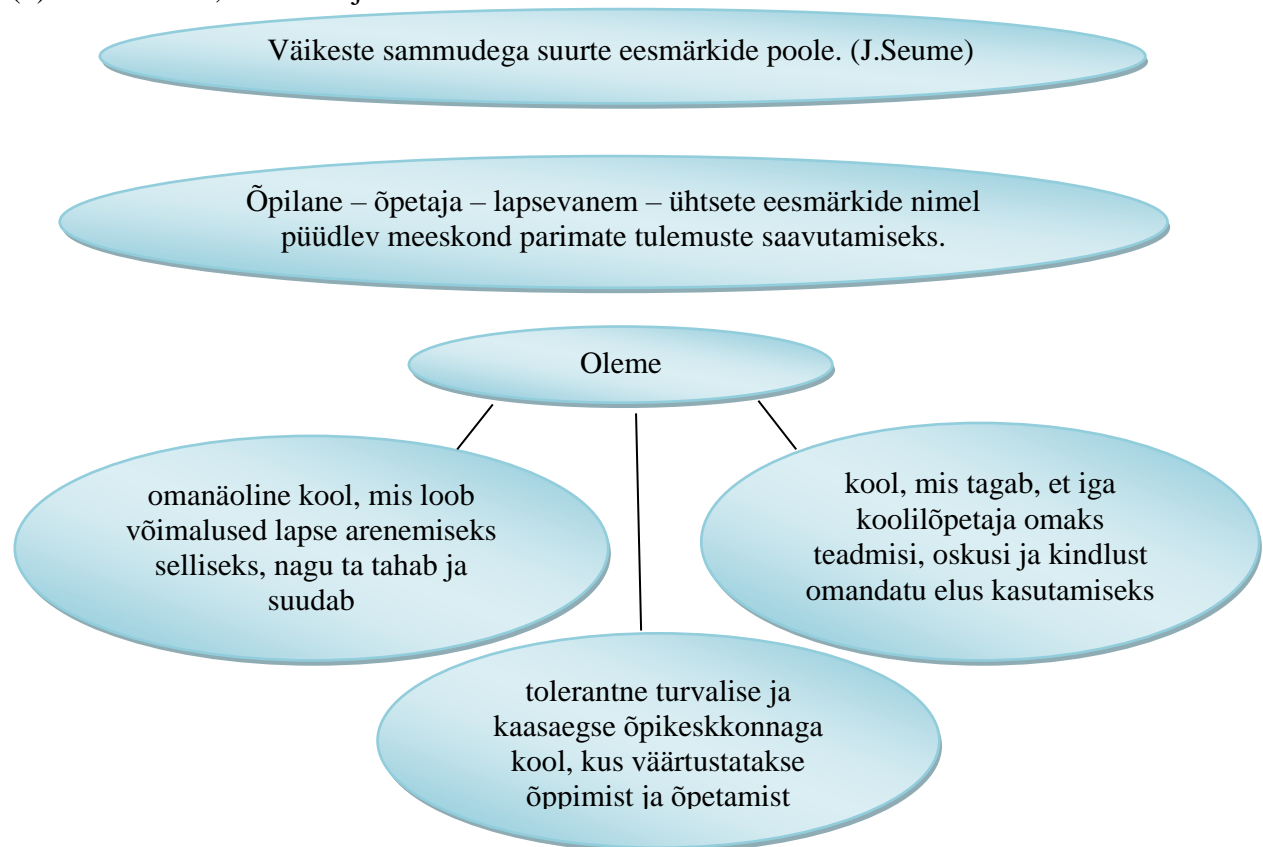 Väikeste sammudega suurte eesmärkide poole. (J.Seume)
Õpilane – õpetaja – lapsevanem – ühtsete eesmärkide nimel
püüdlev meeskond parimate tulemuste saavutamiseks.
Oleme
omanäoline kool, mis loob
võimalused lapse arenemiseks
selliseks, nagu ta tahab ja
suudab
kool, mis tagab, et iga
koolilõpetaja omaks
teadmisi, oskusi ja kindlust
omandatu elus kasutamiseks
tolerantne turvalise ja
kaasaegse õpikeskkonnaga
kool, kus väärtustatakse
õppimist ja õpetamist